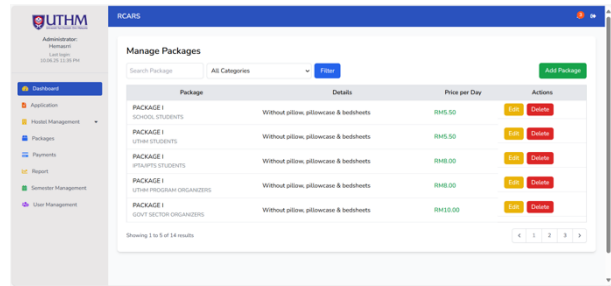 UTHM
RCARS
Administrator:
Hemasri
Last login:
Dashboard
Application
Hostel Management
Packages
Payments
Report
Semester Management
User Management
Manage Packages
Search Package
All Categories
Filter
Add Package
Package Details Price per Day Actions
PACKAGE I
SCHOOL STUDENTS
Without pillow, pillowcase & bedsheets
RM5.50
Edit Delete
PACKAGE I
UTHM STUDENTS
Without pillow, pillowcase & bedsheets
RM5.50
Edit Delete
PACKAGE I
IPTA/IPTS STUDENTS
Without pillow, pillowcase & bedsheets
RM8.00
Edit Delete
PACKAGE I
UTHM PROGRAM ORGANIZERS
Without pillow, pillowcase & bedsheets
RM8.00
Edit Delete
PACKAGE I
GOVT SECTOR ORGANIZERS
Without pillow, pillowcase & bedsheets
RM10.00
Edit Delete
Showing 1 to 5 of 14 results
‹ 1 2 3 ›